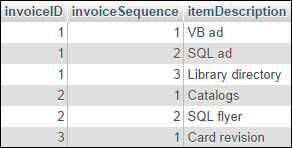 invoiceID invoiceSequence itemDescription
1 1 VB ad
1 2 SQL ad
1 3 Library directory
2 1 Catalogs
2 2 SQL flyer
3 1 Card revision